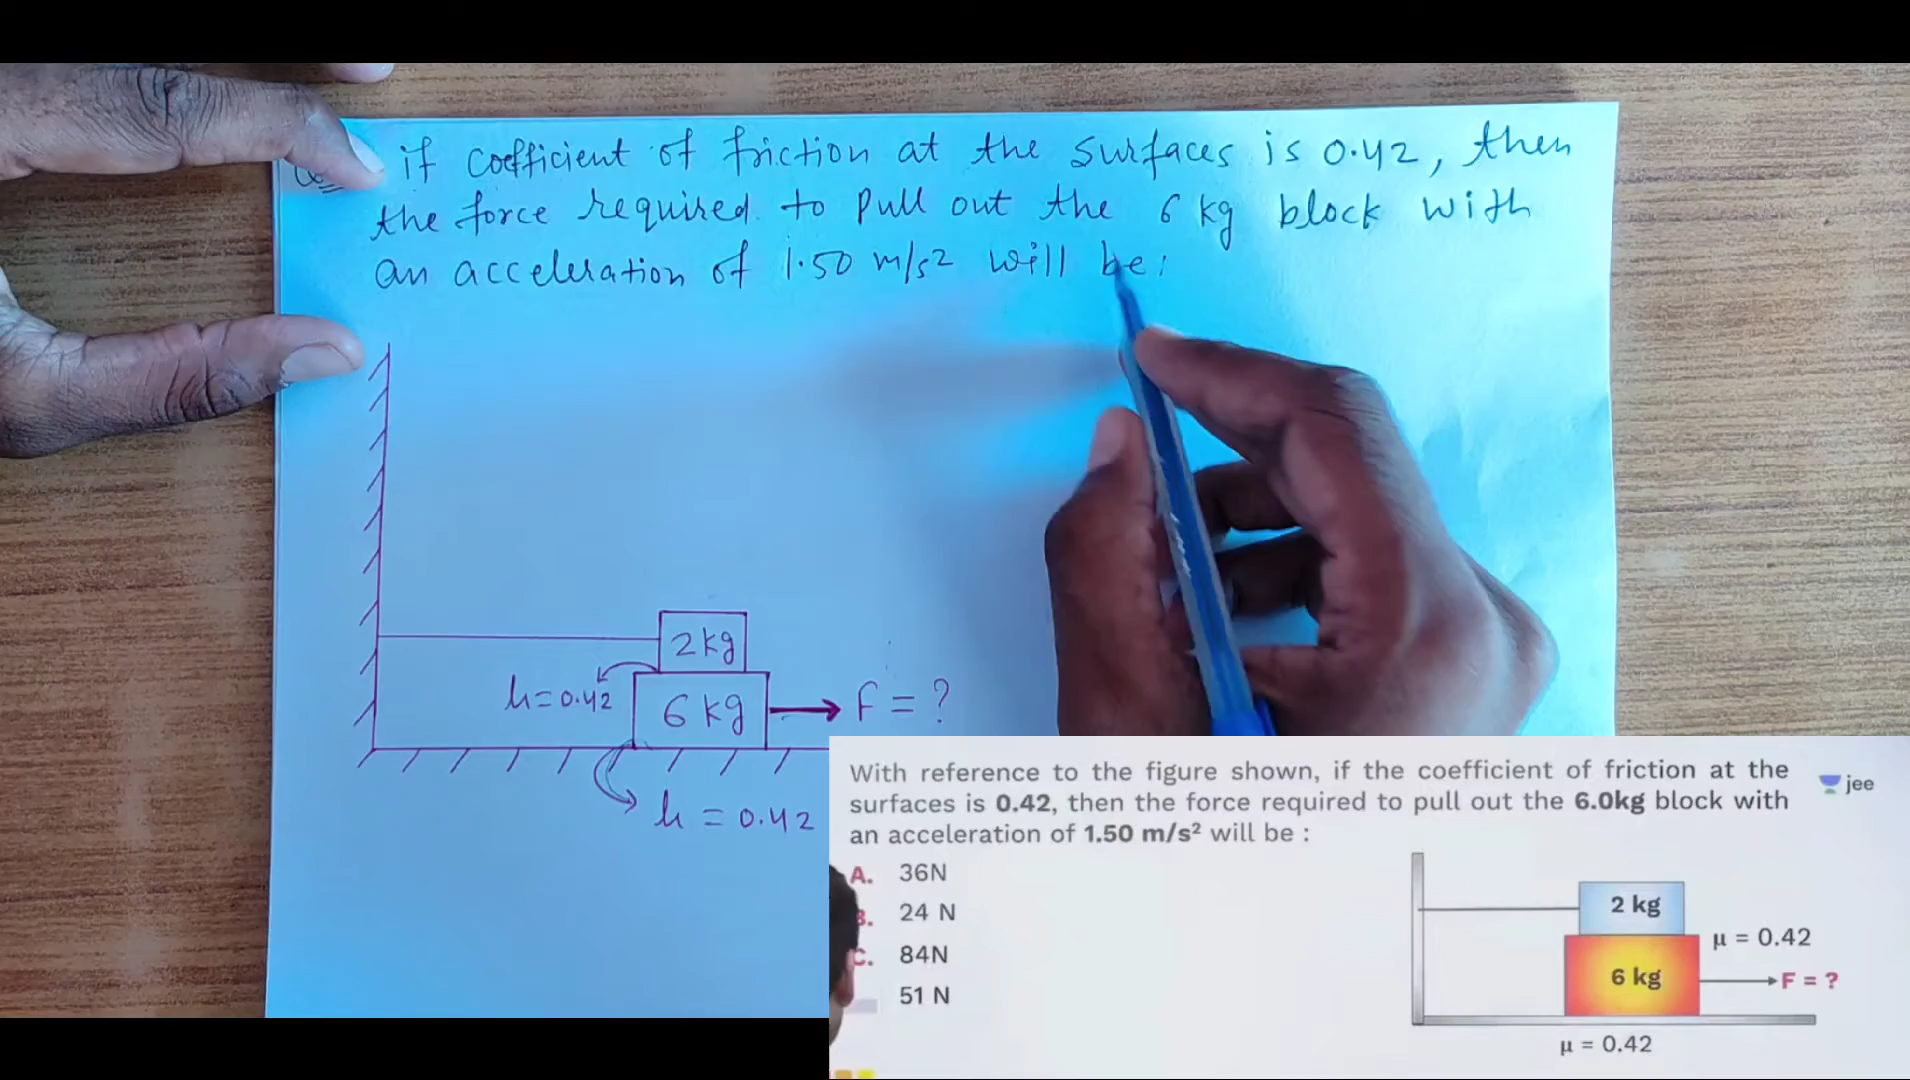 if coefficient of friction at the surfaces is 0.42, then
the force required to pull out the 6 kg block with
an acceleration of 1.50 m/s2 will be:
2kg
μ=0.42
6 kg
F = ?
μ = 0.42
With reference to the figure shown, if the coefficient of friction at the
surfaces is 0.42, then the force required to pull out the 6.0kg block with
an acceleration of 1.50 m/s² will be :
jee
A. 36N
B. 24 N
C. 84N
51 N
2 kg
μ = 0.42
6 kg
F = ?
μ = 0.42